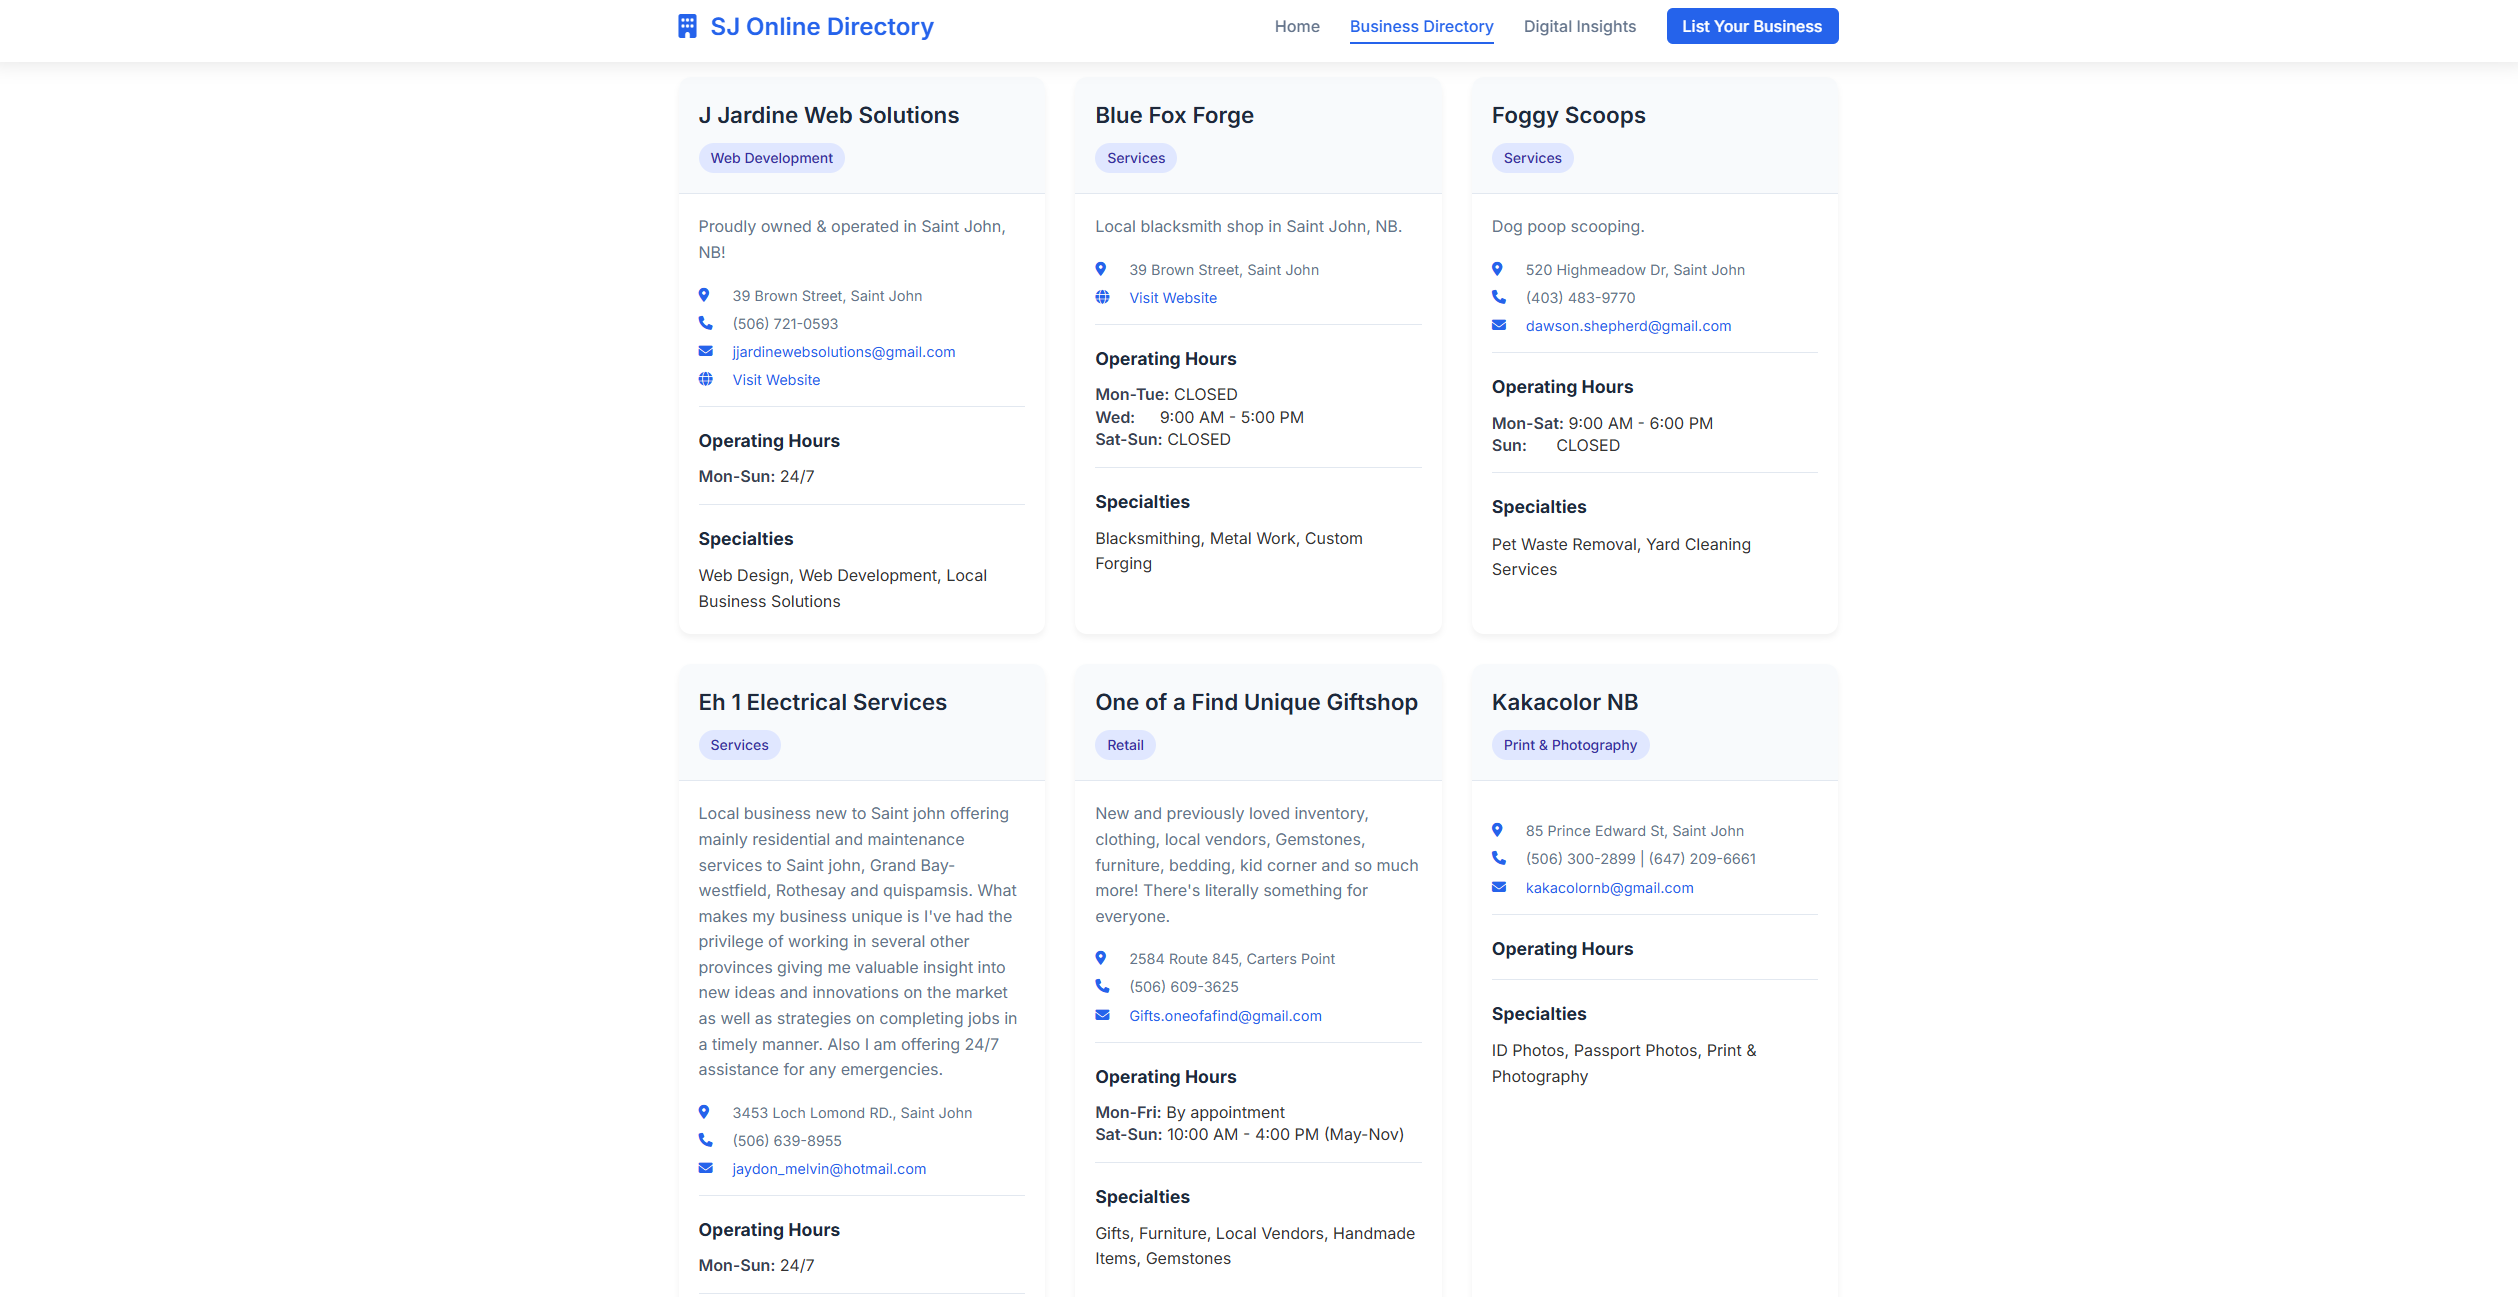 SJ Online Directory
Home
Business Directory
Digital Insights
List Your Business
J Jardine Web Solutions
Web Development
Proudly owned & operated in Saint John,
NB!
39 Brown Street, Saint John
(506) 721-0593
jjardinewebsolutions@gmail.com
Visit Website
Operating Hours
Mon-Sun: 24/7
Specialties
Web Design, Web Development, Local
Business Solutions
Blue Fox Forge
Services
Local blacksmith shop in Saint John, NB.
39 Brown Street, Saint John
Visit Website
Operating Hours
Mon-Tue: CLOSED
Wed: 9:00 AM - 5:00 PM
Sat-Sun: CLOSED
Specialties
Blacksmithing, Metal Work, Custom
Forging
Foggy Scoops
Services
Dog poop scooping.
520 Highmeadow Dr, Saint John
(403) 483-9770
dawson.shepherd@gmail.com
Operating Hours
Mon-Sat: 9:00 AM - 6:00 PM
Sun: CLOSED
Specialties
Pet Waste Removal, Yard Cleaning
Services
Eh 1 Electrical Services
Services
Local business new to Saint john offering
mainly residential and maintenance
services to Saint john, Grand Bay-
westfield, Rothesay and quispamsis. What
makes my business unique is I've had the
privilege of working in several other
provinces giving me valuable insight into
new ideas and innovations on the market
as well as strategies on completing jobs in
a timely manner. Also I am offering 24/7
assistance for any emergencies.
3453 Loch Lomond RD., Saint John
(506) 639-8955
jaydon_melvin@hotmail.com
Operating Hours
Mon-Sun: 24/7
One of a Find Unique Giftshop
Retail
New and previously loved inventory,
clothing, local vendors, Gemstones,
furniture, bedding, kid corner and so much
more! There's literally something for
everyone.
2584 Route 845, Carters Point
(506) 609-3625
Gifts.oneofafind@gmail.com
Operating Hours
Mon-Fri: By appointment
Sat-Sun: 10:00 AM - 4:00 PM (May-Nov)
Specialties
Gifts, Furniture, Local Vendors, Handmade
Items, Gemstones
Kakacolor NB
Print & Photography
85 Prince Edward St, Saint John
(506) 300-2899 | (647) 209-6661
kakacolornb@gmail.com
Operating Hours
Specialties
ID Photos, Passport Photos, Print &
Photography